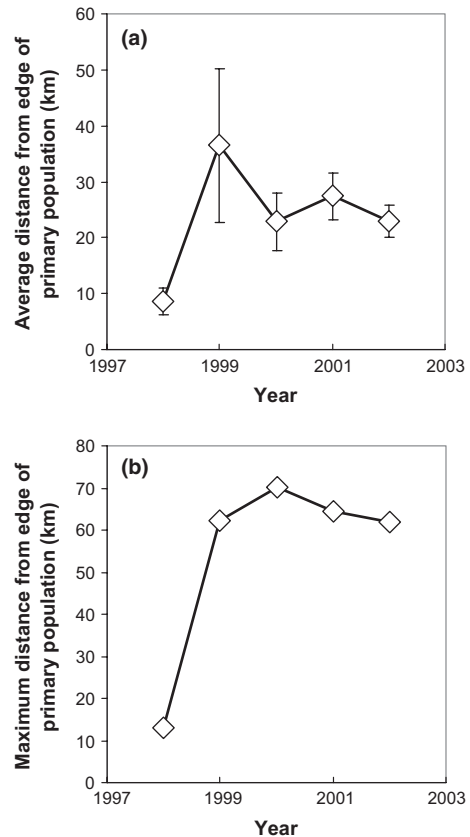 (a)
Average distance from edge of
primary population (km)
60
50
40
30
20
10
0
1997 1999 2001 2003
Year
(b)
Maximum distance from edge of
primary population (km)
80
70
60
50
40
30
20
10
0
1997 1999 2001 2003
Year